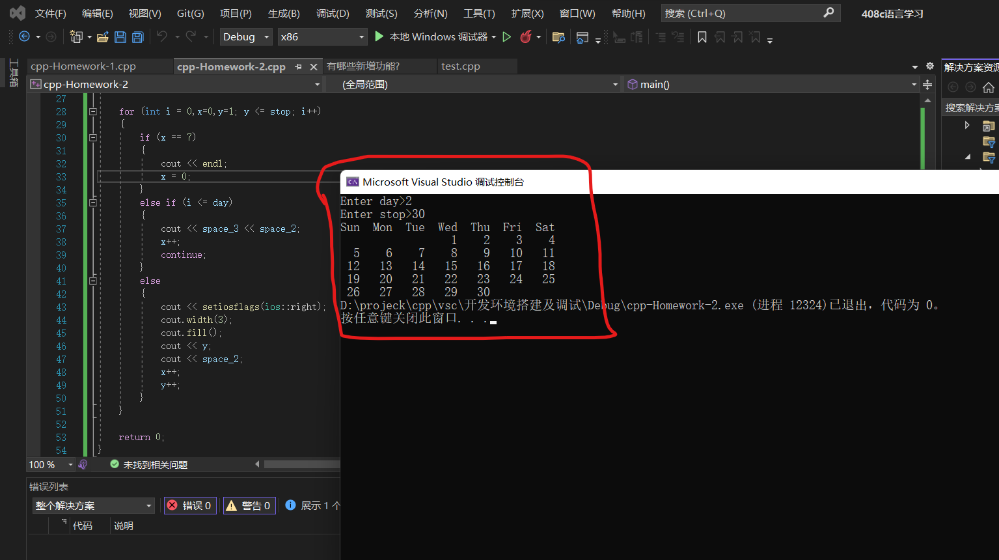 文件(F) 编辑(E) 视图(V) Git(G) 项目(P) 生成(B) 调试(D) 测试(S) 分析(N) 工具(T) 扩展(X) 窗口(W) 帮助(H) 搜索 (Ctrl+Q) 408c语言学习
Debug x86 本地 Windows 调试器
工具箱
cpp-Homework-1.cpp cpp-Homework-2.cpp 有哪些新增功能? test.cpp
解决方案资源
cpp-Homework-2 (全局范围) main()
搜索解决方案
27
28 for (int i = 0,x=0,y=1; y <= stop; i++)
29 {
30 if (x == 7)
31 {
32 cout << endl;
33 x = 0;
34 }
35 else if (i <= day)
36 {
37 cout << space_3 << space_2;
38 x++;
39 continue;
40 }
41 else
42 {
43 cout << setiosflags(ios::right);
44 cout.width(3);
45 cout.fill();
46 cout << y;
47 cout << space_2;
48 x++;
49 y++;
50 }
51 }
52
53 return 0;
54 }
Microsoft Visual Studio 调试控制台
Enter day>2
Enter stop>30
Sun Mon Tue Wed Thu Fri Sat
1 2 3 4
5 6 7 8 9 10 11
12 13 14 15 16 17 18
19 20 21 22 23 24 25
26 27 28 29 30
D:\projeck\cpp\vsc\开发环境搭建及调试\Debug\cpp-Homework-2.exe (进程 12324)已退出，代码为 0。
按任意键关闭此窗口. . .
100 % 未找到相关问题
错误列表
整个解决方案 错误 0 警告 0 展示 1 个
代码 说明